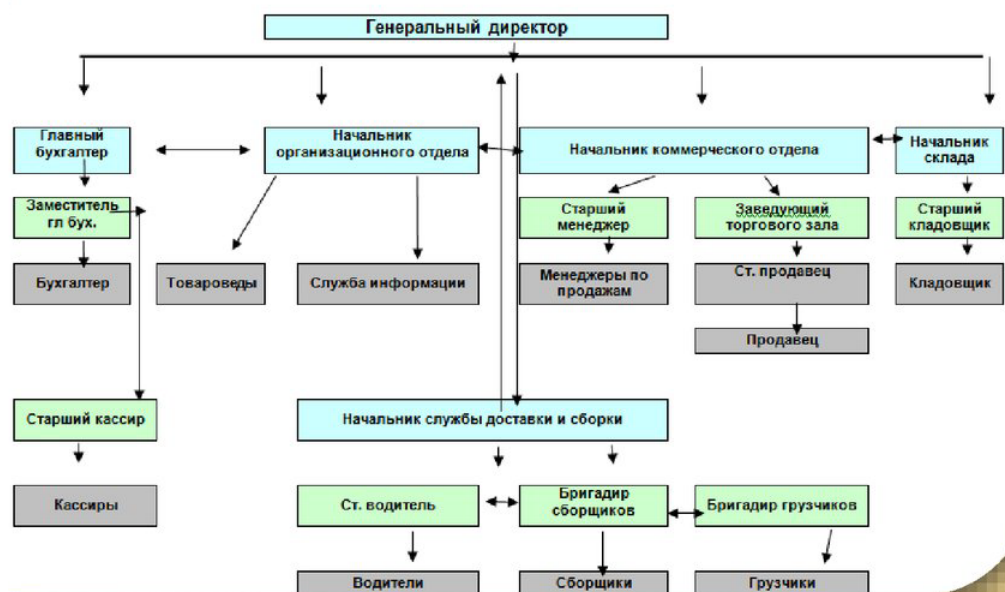 Генеральный директор
Главный
бухгалтер
Начальник
организационного отдела
Начальник коммерческого отдела
Начальник
склада
Заместитель
гл бух.
Старший
менеджер
Заведующий
торгового зала
Старший
кладовщик
Бухгалтер
Товароведы
Служба информации
Менеджеры по
продажам
Ст. продавец
Кладовщик
Продавец
Старший кассир
Начальник службы доставки и сборки
Кассиры
Ст. водитель
Бригадир
сборщиков
Бригадир грузчиков
Водители
Сборщики
Грузчики